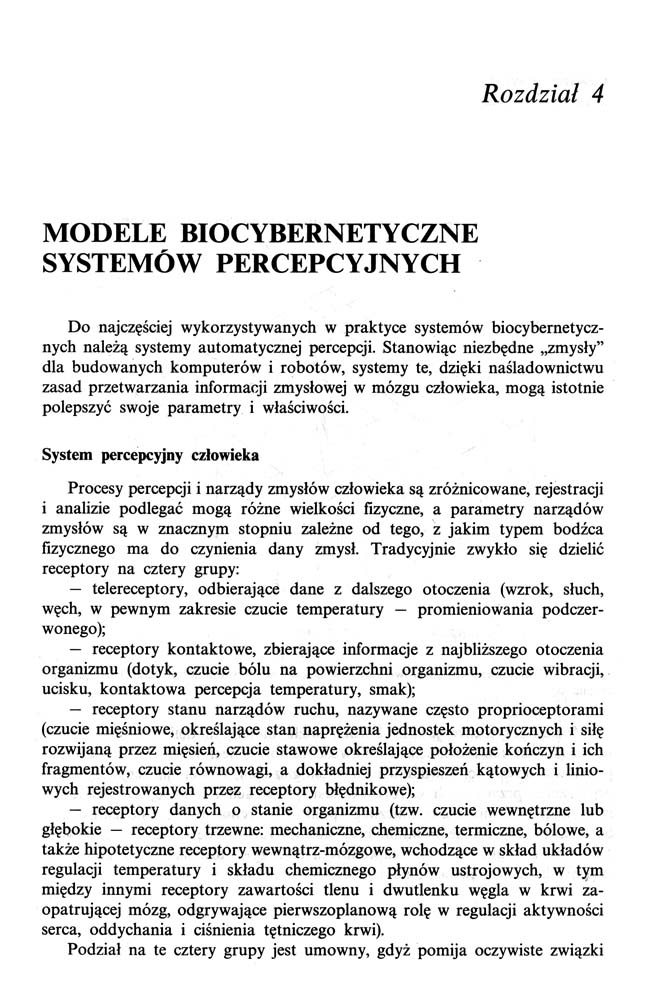 Rozdział 4
MODELE BIOCYBERNETYCZNE
SYSTEMÓW PERCEPCYJNYCH
Do najczęściej wykorzystywanych w praktyce systemów biocybernetycz-
nych należą systemy automatycznej percepcji. Stanowiąc niezbędne „zmysły”
dla budowanych komputerów i robotów, systemy te, dzięki naśladownictwu
zasad przetwarzania informacji zmysłowej w mózgu człowieka, mogą istotnie
polepszyć swoje parametry i właściwości.
System percepcyjny człowieka
Procesy percepcji i narządy zmysłów człowieka są zróżnicowane, rejestracji
i analizie podlegać mogą różne wielkości fizyczne, a parametry narządów
zmysłów są w znacznym stopniu zależne od tego, z jakim typem bodźca
fizycznego ma do czynienia dany zmysł. Tradycyjnie zwykło się dzielić
receptory na cztery grupy:
— telereceptory, odbierające dane z dalszego otoczenia (wzrok, słuch,
węch, w pewnym zakresie czucie temperatury — promieniowania podczer-
wonego);
— receptory kontaktowe, zbierające informacje z najbliższego otoczenia
organizmu (dotyk, czucie bólu na powierzchni organizmu, czucie wibracji,
ucisku, kontaktowa percepcja temperatury, smak);
— receptory stanu narządów ruchu, nazywane często proprioceptorami
(czucie mięśniowe, określające stan naprężenia jednostek motorycznych i siłę
rozwijaną przez mięsień, czucie stawowe określające położenie kończyn i ich
fragmentów, czucie równowagi, a dokładniej przyspieszeń kątowych i linio-
wych rejestrowanych przez receptory błędnikowe);
— receptory danych o stanie organizmu (tzw. czucie wewnętrzne lub
głębokie — receptory trzewne: mechaniczne, chemiczne, termiczne, bólowe, a
także hipotetyczne receptory wewnątrz-mózgowe, wchodzące w skład układów
regulacji temperatury i składu chemicznego płynów ustrojowych, w tym
między innymi receptory zawartości tlenu i dwutlenku węgla w krwi za-
opatrującej mózg, odgrywające pierwszoplanową rolę w regulacji aktywności
serca, oddychania i ciśnienia tętniczego krwi).
Podział na te cztery grupy jest umowny, gdyż pomija oczywiste związki